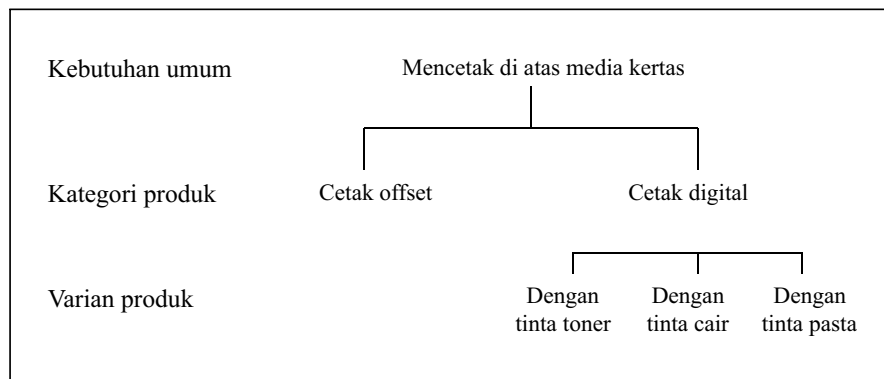 Kebutuhan umum
Mencetak di atas media kertas
Kategori produk
Cetak offset
Cetak digital
Varian produk
Dengan
tinta toner
Dengan
tinta cair
Dengan
tinta pasta